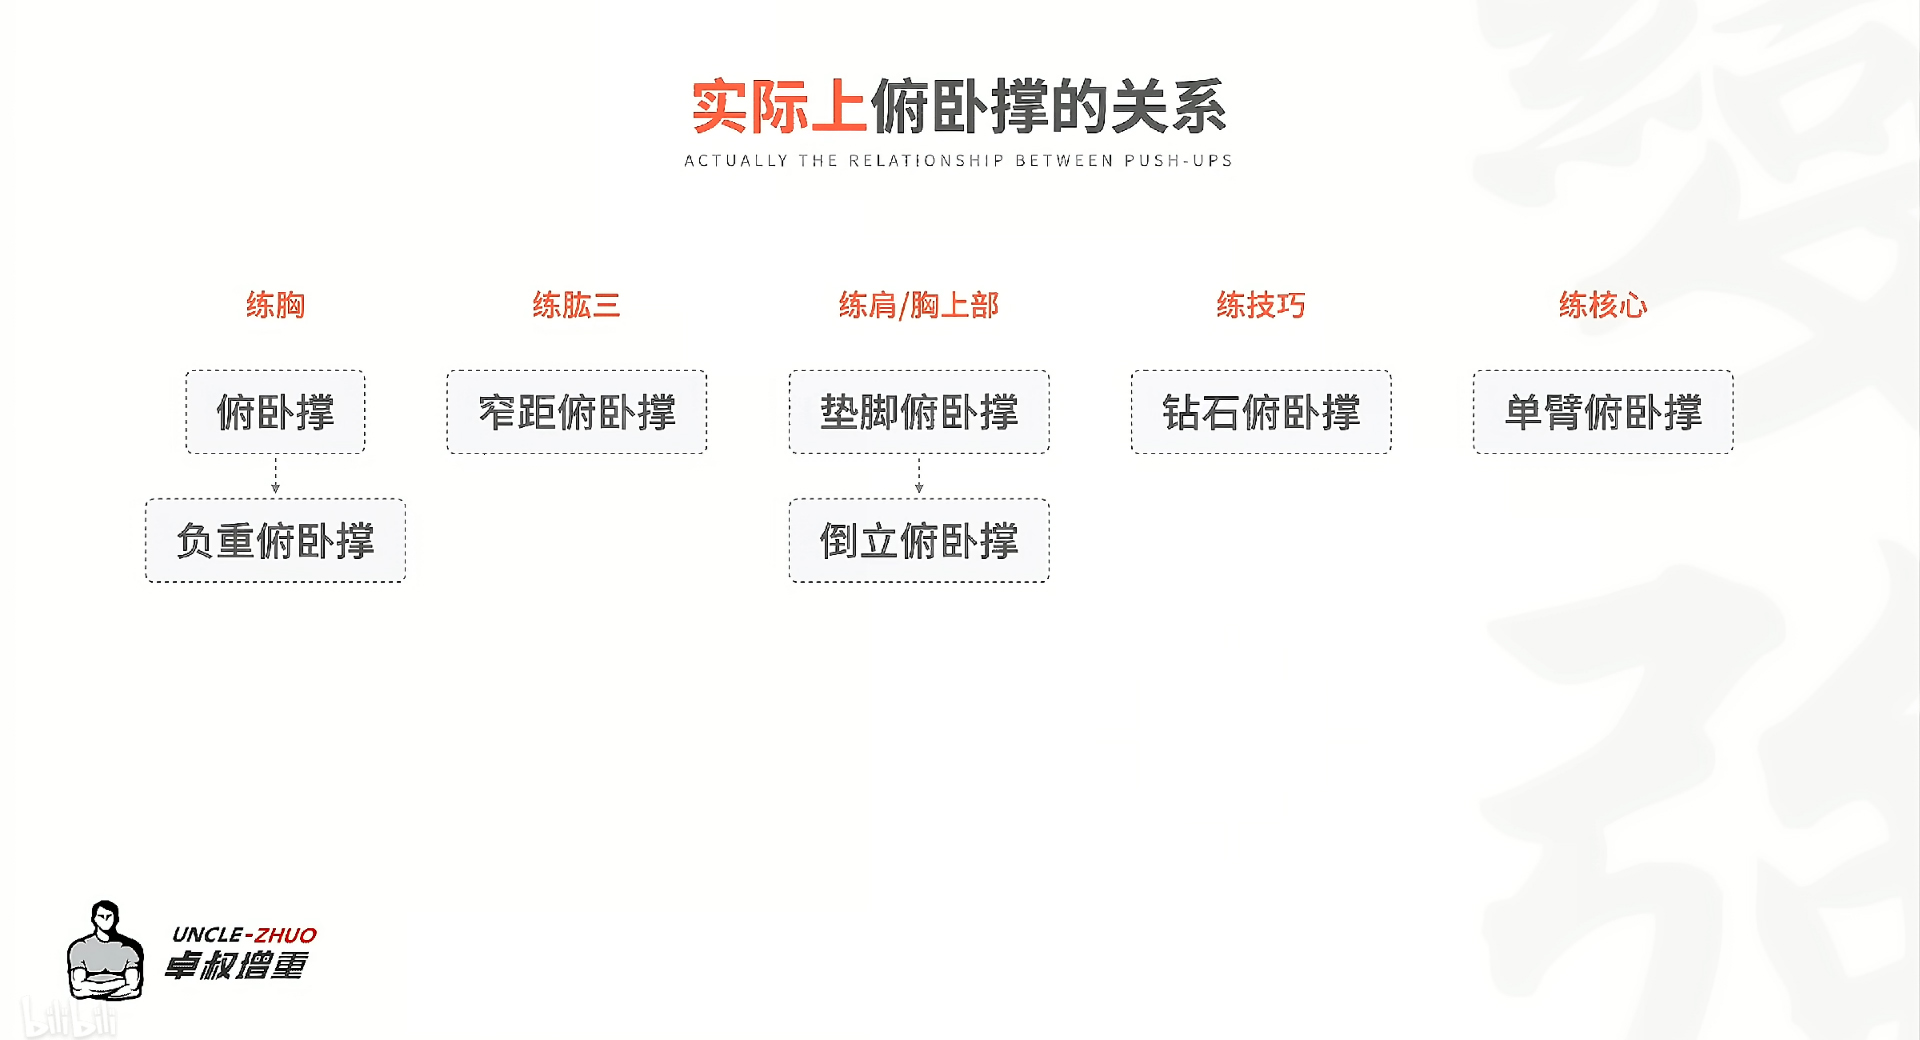 实际上俯卧撑的关系
ACTUALLY THE RELATIONSHIP BETWEEN PUSH-UPS
练胸
练肱三
练肩/胸上部
练技巧
练核心
俯卧撑
窄距俯卧撑
垫脚俯卧撑
钻石俯卧撑
单臂俯卧撑
负重俯卧撑
倒立俯卧撑
UNCLE-ZHUO
卓叔增重
bilibili